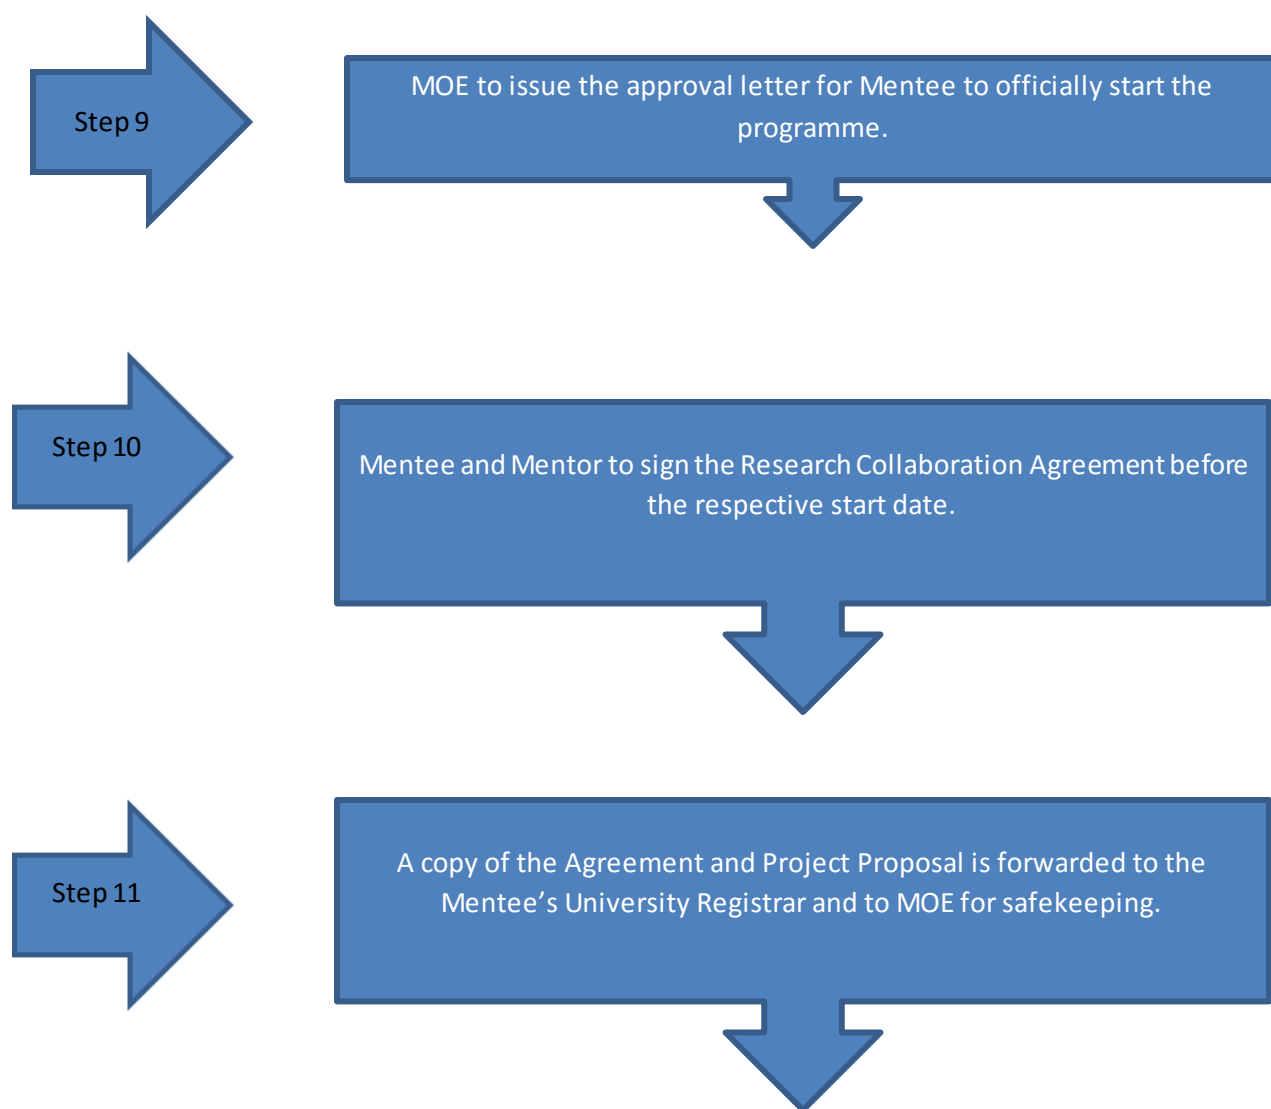 Step 9
MOE to issue the approval letter for Mentee to officially start the
programme.
Step 10
Mentee and Mentor to sign the Research Collaboration Agreement before
the respective start date.
Step 11
A copy of the Agreement and Project Proposal is forwarded to the
Mentee’s University Registrar and to MOE for safekeeping.